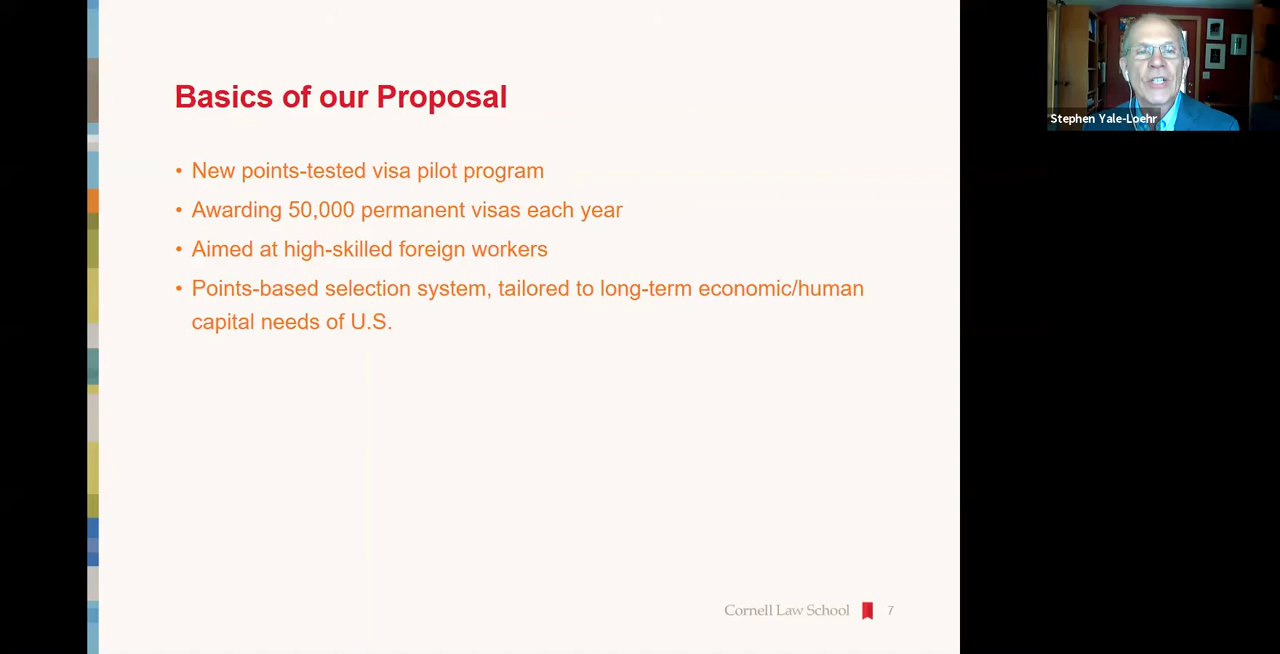 Basics of our Proposal
• New points-tested visa pilot program
• Awarding 50,000 permanent visas each year
• Aimed at high-skilled foreign workers
• Points-based selection system, tailored to long-term economic/human
capital needs of U.S.
Cornell Law School 7
Stephen Yale-Loehr